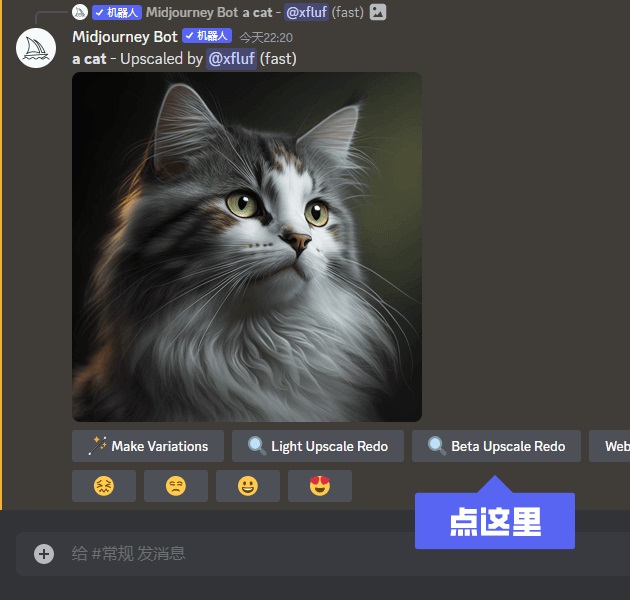 机器人 Midjourney Bot a cat - @xfluf (fast)
Midjourney Bot 机器人 今天22:20
a cat - Upscaled by @xfluf (fast)
Make Variations Light Upscale Redo Beta Upscale Redo Web
点这里
给 #常规 发消息